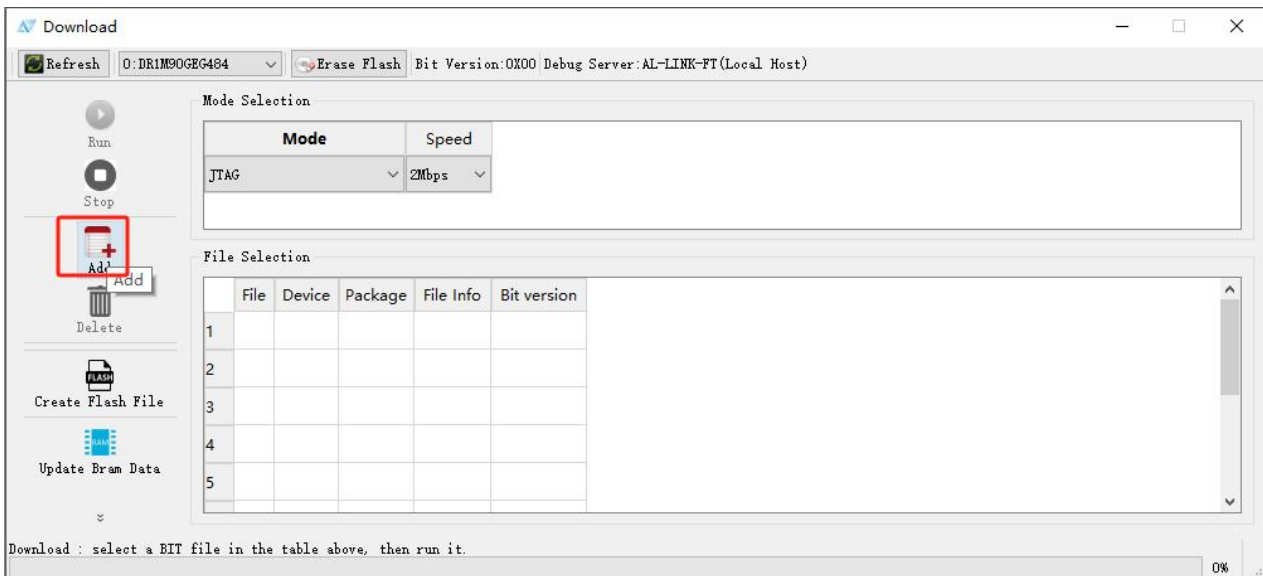 Download
Refresh 0:DR1M90GEG484 Erase Flash Bit Version:0X00 Debug Server:AL-LINK-FT(Local Host)
Run
Stop
Add
Add
Delete
Create Flash File
Update Bram Data
Mode Selection
Mode Speed
JTAG 2Mbps
File Selection
File Device Package File Info Bit version
1
2
3
4
5
Download : select a BIT file in the table above, then run it.
0%